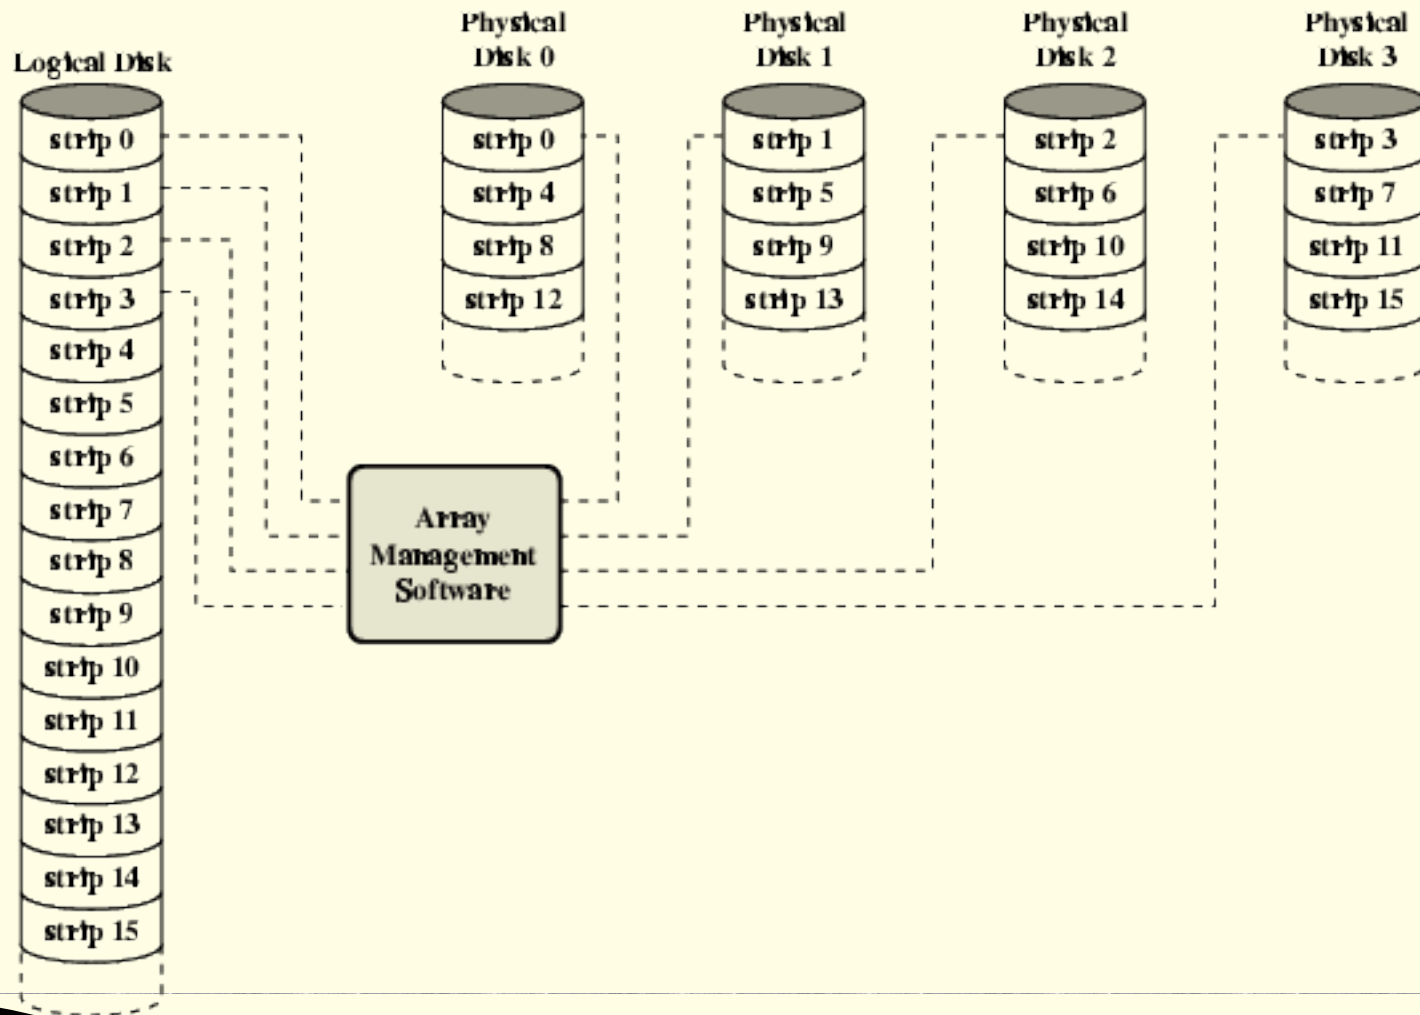 Logical Disk
strip 0
strip 1
strip 2
strip 3
strip 4
strip 5
strip 6
strip 7
strip 8
strip 9
strip 10
strip 11
strip 12
strip 13
strip 14
strip 15
Physical
Disk 0
strip 0
strip 4
strip 8
strip 12
Physical
Disk 1
strip 1
strip 5
strip 9
strip 13
Physical
Disk 2
strip 2
strip 6
strip 10
strip 14
Physical
Disk 3
strip 3
strip 7
strip 11
strip 15
Array
Management
Software